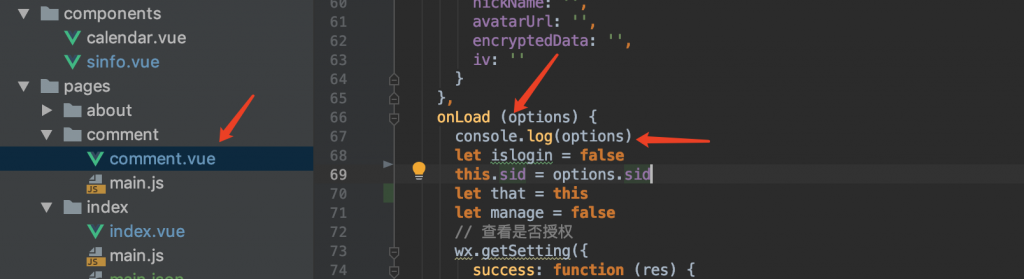 components
calendar.vue
sinfo.vue
pages
about
comment
comment.vue
JS main.js
index
index.vue
JS main.js
60 nickName: '',
61 avatarUrl: '',
62 encryptedData: '',
63 iv: ''
64 }
65 },
66 onLoad (options) {
67 console.log(options)
68 let islogin = false
69 this.sid = options.sid
70 let that = this
71 let manage = false
72 // 查看是否授权
73 wx.getSetting({
74 success: function (res) {